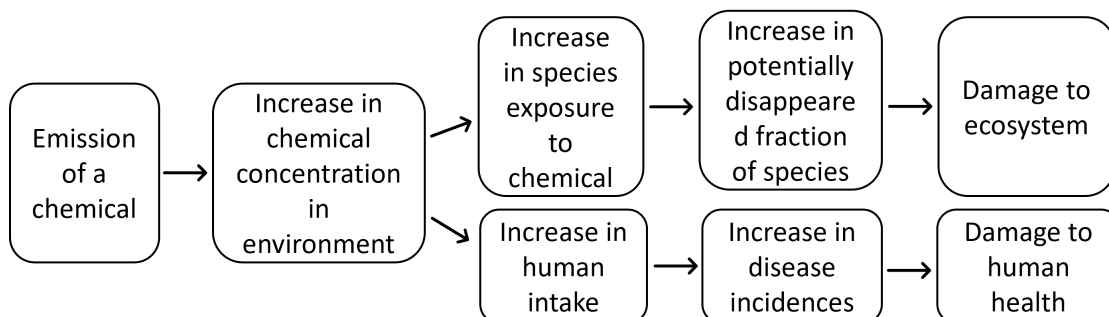 Emission
of a
chemical
Increase in
chemical
concentration
in
environment
Increase
in species
exposure
to
chemical
Increase in
potentially
disappeare
d fraction
of species
Damage to
ecosystem
Increase in
human
intake
Increase in
disease
incidences
Damage to
human
health